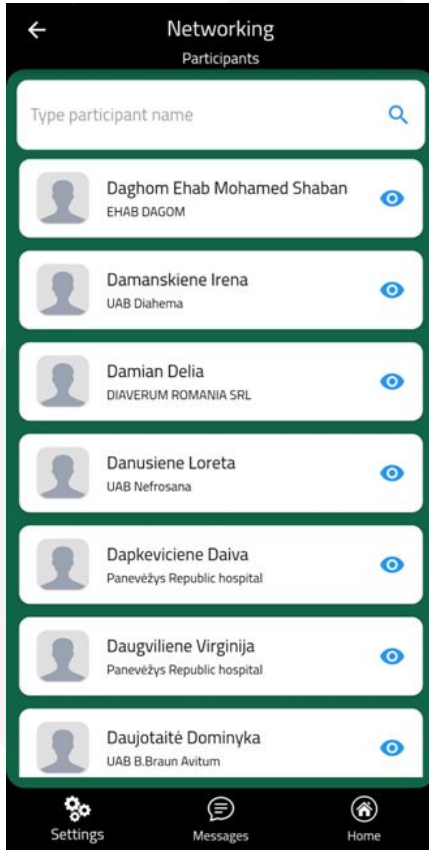 Networking
Participants
Type participant name
Daghom Ehab Mohamed Shaban
EHAB DAGOM
Damanskiene Irena
UAB Diahema
Damian Delia
DIAVERUM ROMANIA SRL
Danusiene Loreta
UAB Nefrosana
Dapkeviciene Daiva
Panevėžys Republic hospital
Daugviliene Virginija
Panevėžys Republic hospital
Daujotaitė Dominyka
UAB B.Braun Avitum
Settings
Messages
Home